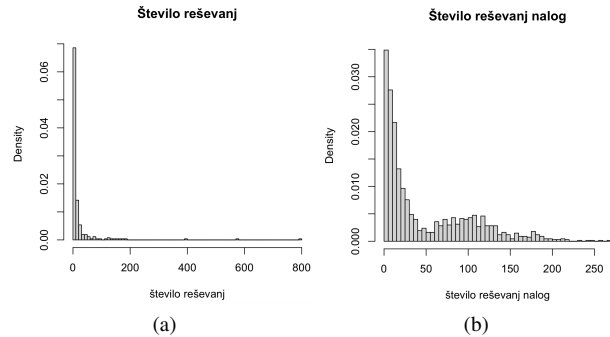 Število reševanj
Density
0.00 0.02 0.04 0.06
0 200 400 600 800
število reševanj
(a)
Število reševanj nalog
Density
0.000 0.010 0.020 0.030
0 50 100 150 200 250
število reševanj nalog
(b)